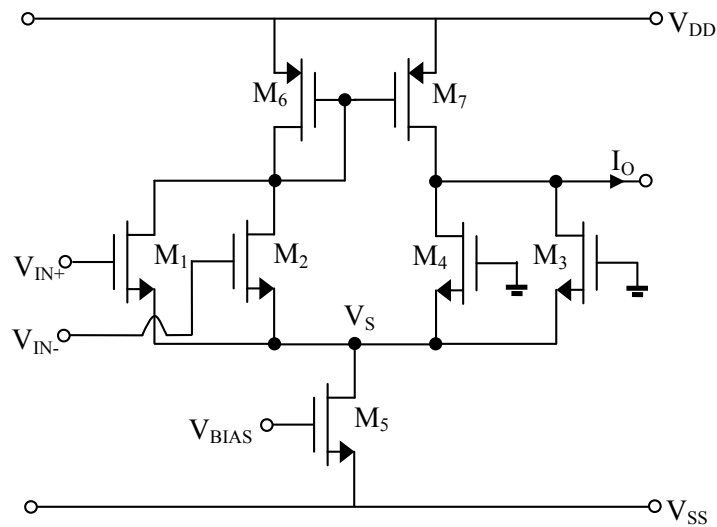 V_DD
M_6
M_7
I_O
V_IN+
M_1
M_2
M_4
M_3
V_IN-
V_S
V_BIAS
M_5
V_SS